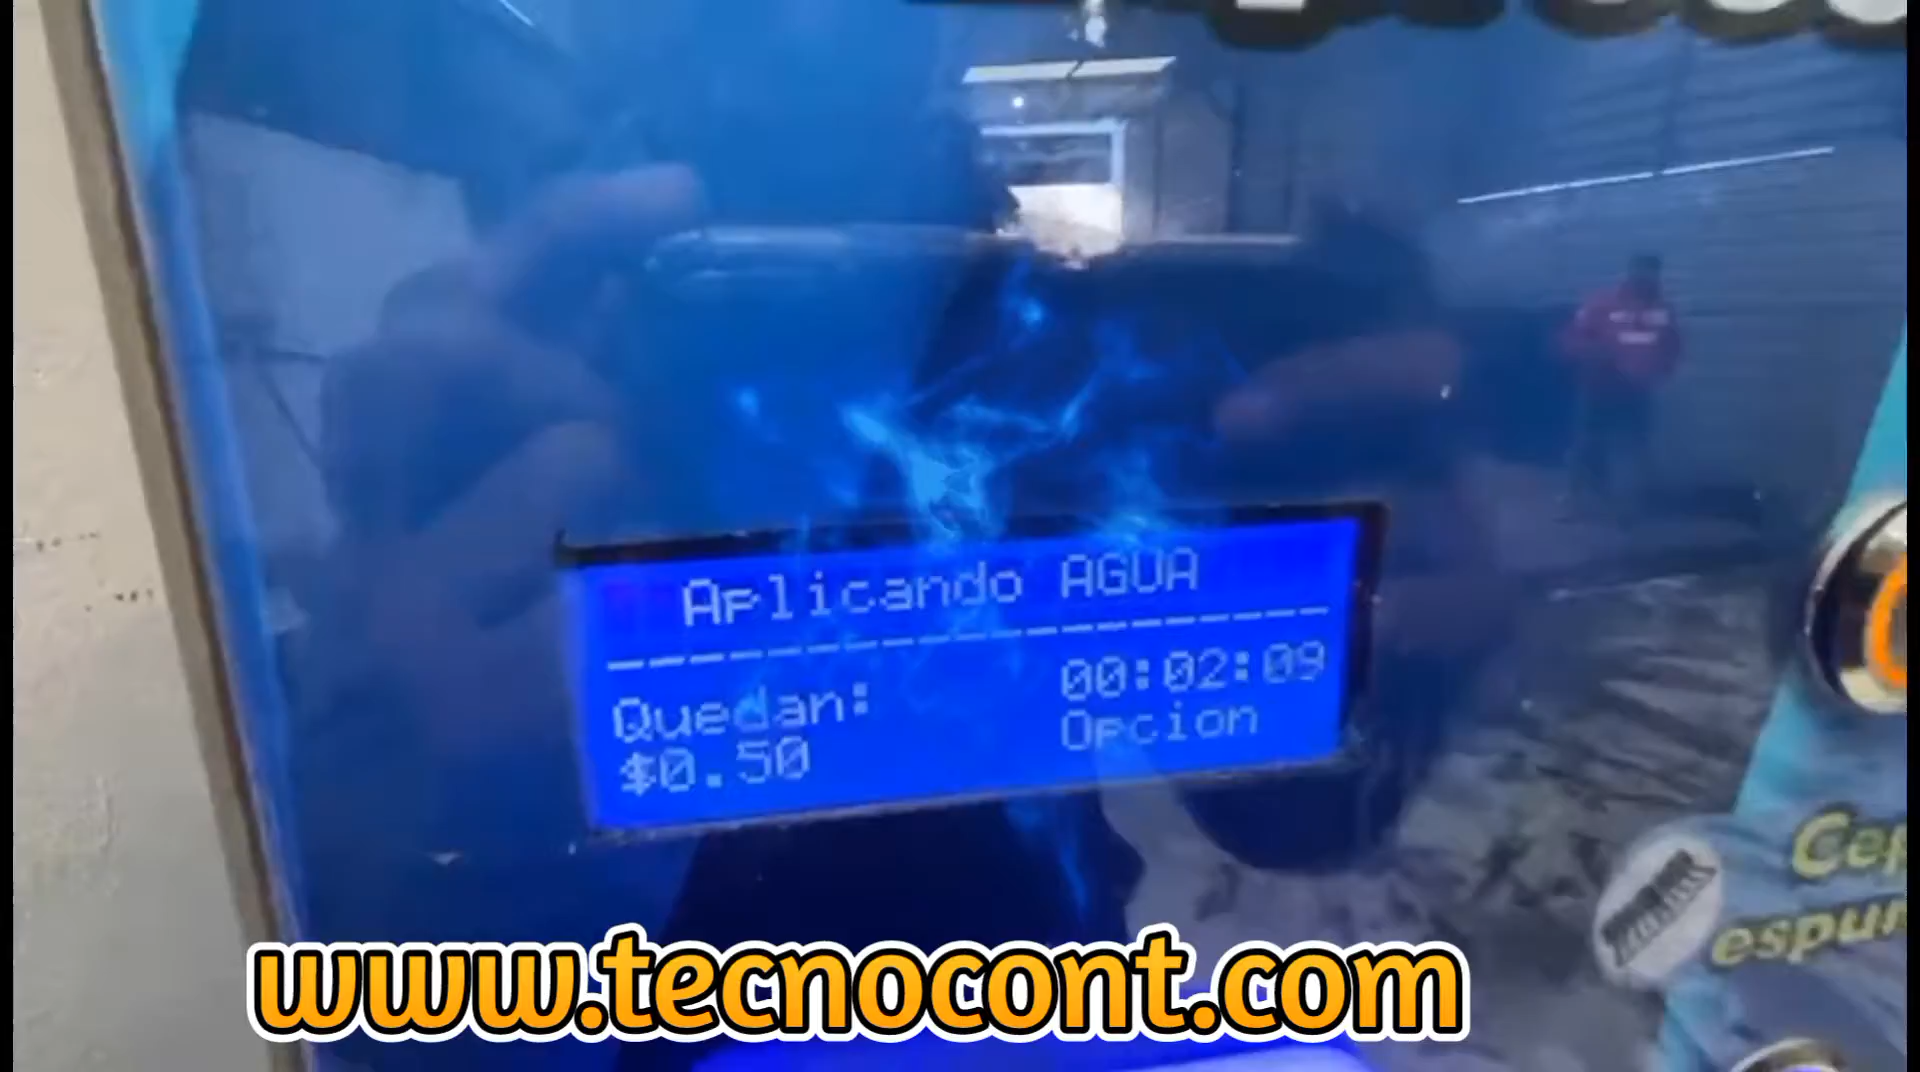 Aplicando AGUA
--------------------
Quedan: 00:02:09
$0.50 Opcion
www.tecnocont.com